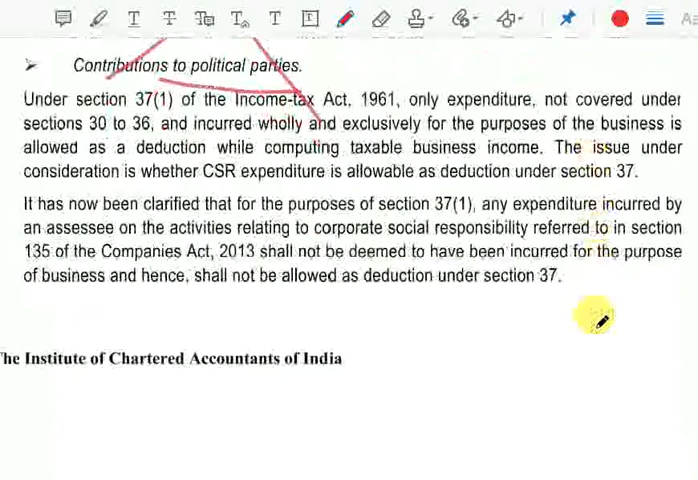 Contributions to political parties.
Under section 37(1) of the Income-tax Act, 1961, only expenditure, not covered under
sections 30 to 36, and incurred wholly and exclusively for the purposes of the business is
allowed as a deduction while computing taxable business income. The issue under
consideration is whether CSR expenditure is allowable as deduction under section 37.
It has now been clarified that for the purposes of section 37(1), any expenditure incurred by
an assessee on the activities relating to corporate social responsibility referred to in section
135 of the Companies Act, 2013 shall not be deemed to have been incurred for the purpose
of business and hence, shall not be allowed as deduction under section 37.
he Institute of Chartered Accountants of India